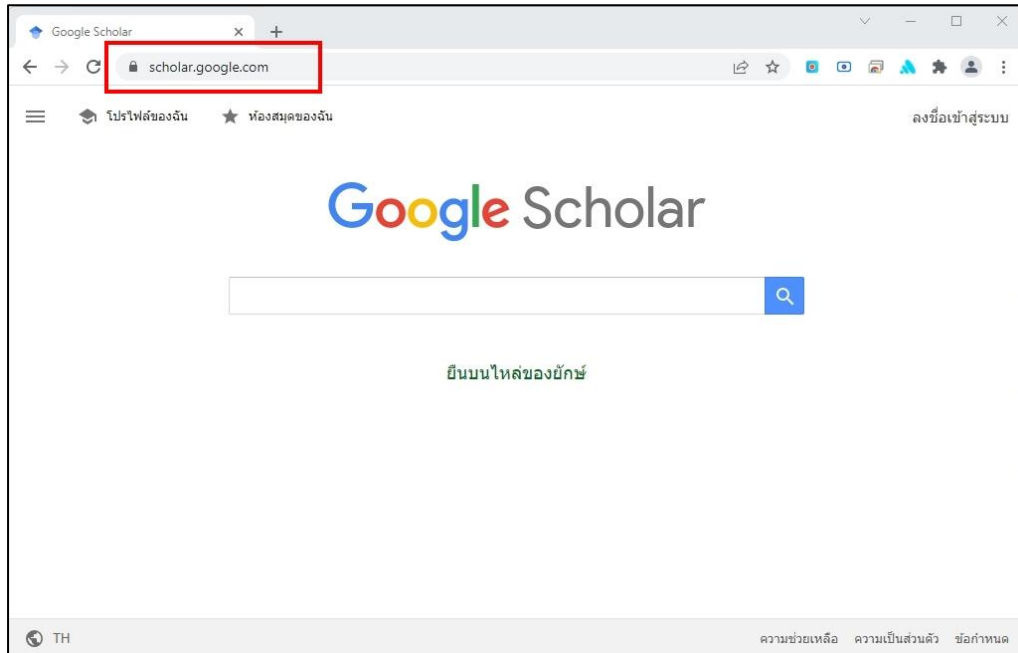 Google Scholar
scholar.google.com
โปรไฟล์ของฉัน ห้องสมุดของฉัน ลงชื่อเข้าสู่ระบบ
Google Scholar
ยืนบนไหล่ของยักษ์
TH ความช่วยเหลือ ความเป็นส่วนตัว ข้อกำหนด